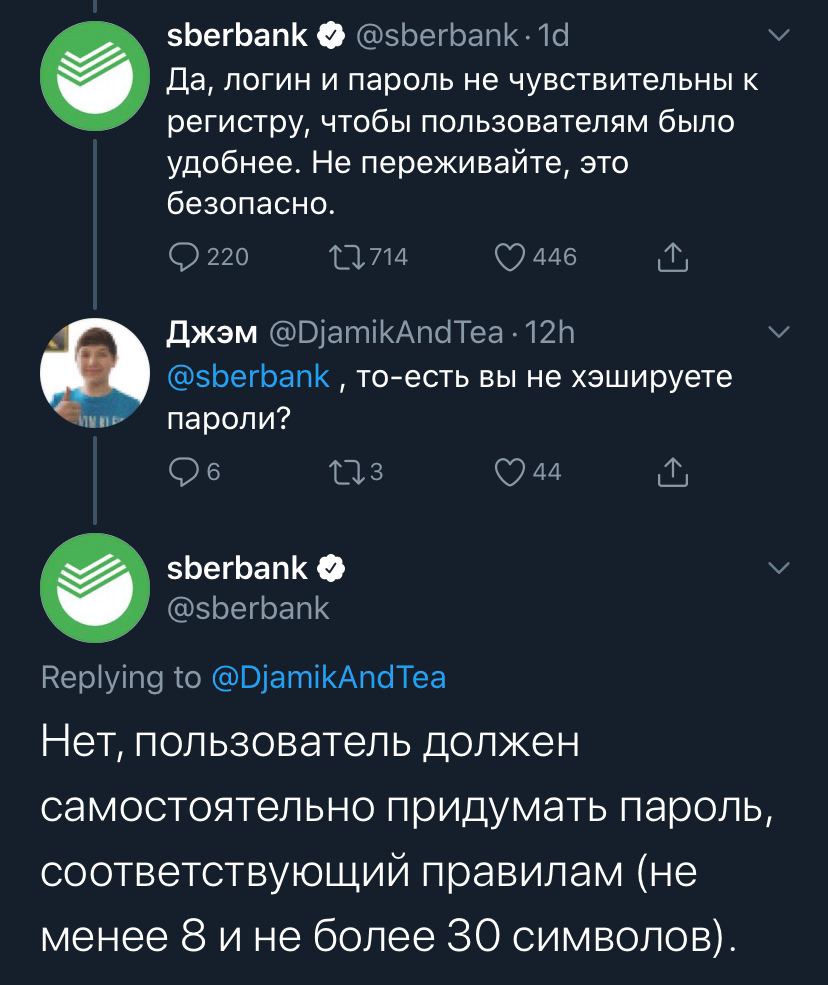 sberbank @sberbank · 1d
Да, логин и пароль не чувствительны к
регистру, чтобы пользователям было
удобнее. Не переживайте, это
безопасно.
220 714 446
Джэм @DjamikAndTea · 12h
@sberbank , то-есть вы не хэшируете
пароли?
6 3 44
sberbank
@sberbank
Replying to @DjamikAndTea
Нет, пользователь должен
самостоятельно придумать пароль,
соответствующий правилам (не
менее 8 и не более 30 символов).